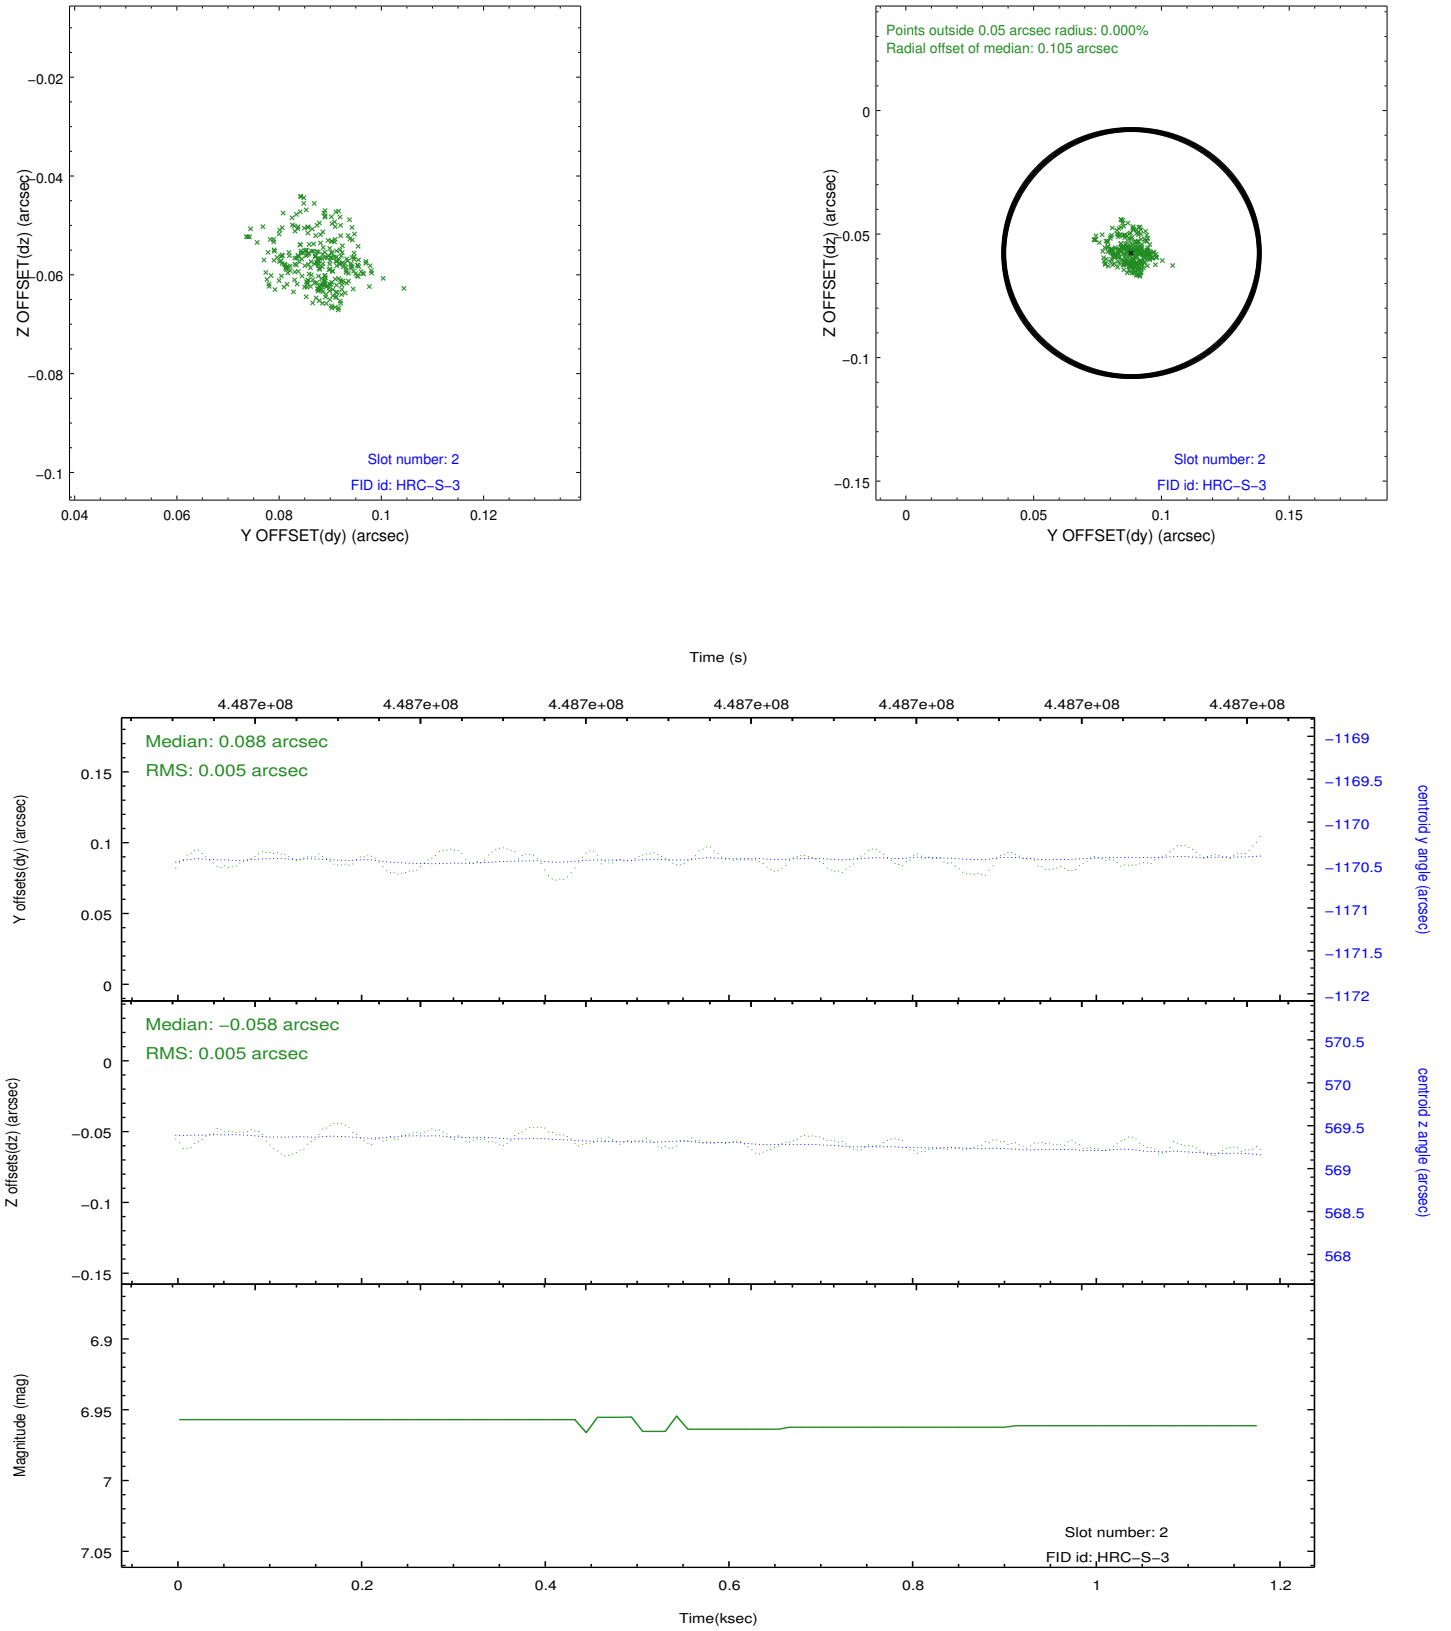 −0.02
−0.04
−0.06
−0.08
−0.1
Z OFFSET(dz) (arcsec)
Slot number: 2
FID id: HRC−S−3
0.04 0.06 0.08 0.1 0.12
Y OFFSET(dy) (arcsec)
Points outside 0.05 arcsec radius: 0.000%
Radial offset of median: 0.105 arcsec
0
−0.05
−0.1
−0.15
Z OFFSET(dz) (arcsec)
Slot number: 2
FID id: HRC−S−3
0 0.05 0.1 0.15
Y OFFSET(dy) (arcsec)
Time (s)
4.487e+08 4.487e+08 4.487e+08 4.487e+08 4.487e+08 4.487e+08 4.487e+08
Median: 0.088 arcsec
RMS: 0.005 arcsec
0.15
0.1
0.05
0
Y offsets(dy) (arcsec)
−1169
−1169.5
−1170
−1170.5
−1171
−1171.5
−1172
centroid y angle (arcsec)
Median: −0.058 arcsec
RMS: 0.005 arcsec
0
−0.05
−0.1
−0.15
Z offsets(dz) (arcsec)
570.5
570
569.5
569
568.5
568
centroid z angle (arcsec)
6.9
6.95
7
7.05
Magnitude (mag)
Slot number: 2
FID id: HRC−S−3
0 0.2 0.4 0.6 0.8 1 1.2
Time(ksec)